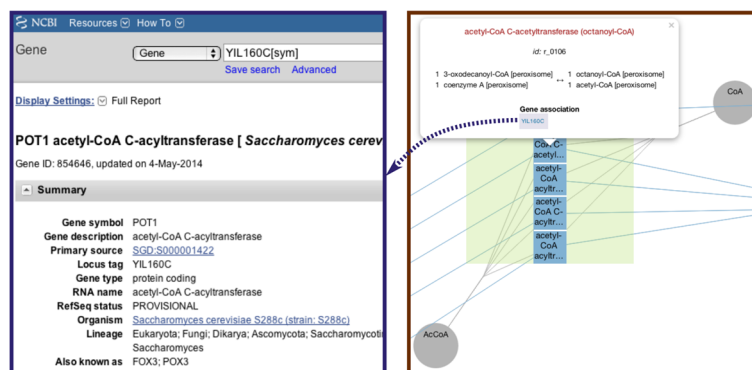 NCBI Resources How To
Gene
Gene
YIL160C[sym]
Save search Advanced
Display Settings: Full Report
POT1 acetyl-CoA C-acyltransferase [ Saccharomyces cerev
Gene ID: 854646, updated on 4-May-2014
Summary
Gene symbol POT1
Gene description acetyl-CoA C-acyltransferase
Primary source SGD:S000001422
Locus tag YIL160C
Gene type protein coding
RNA name acetyl-CoA C-acyltransferase
RefSeq status PROVISIONAL
Organism Saccharomyces cerevisiae S288c (strain: S288c)
Lineage Eukaryota; Fungi; Dikarya; Ascomycota; Saccharomycoti
Saccharomyces
Also known as FOX3; POX3
acetyl-CoA C-acetyltransferase (octanoyl-CoA)
id: r_0106
1 3-oxodecanoyl-CoA [peroxisome] ↔ 1 octanoyl-CoA [peroxisome]
1 coenzyme A [peroxisome] 1 acetyl-CoA [peroxisome]
Gene association
YIL160C
CoA
CoA C-
acetyl...
acetyl-
CoA
acyltr...
acetyl-
CoA C-
acyltr...
acetyl-
CoA
acyltr...
AcCoA